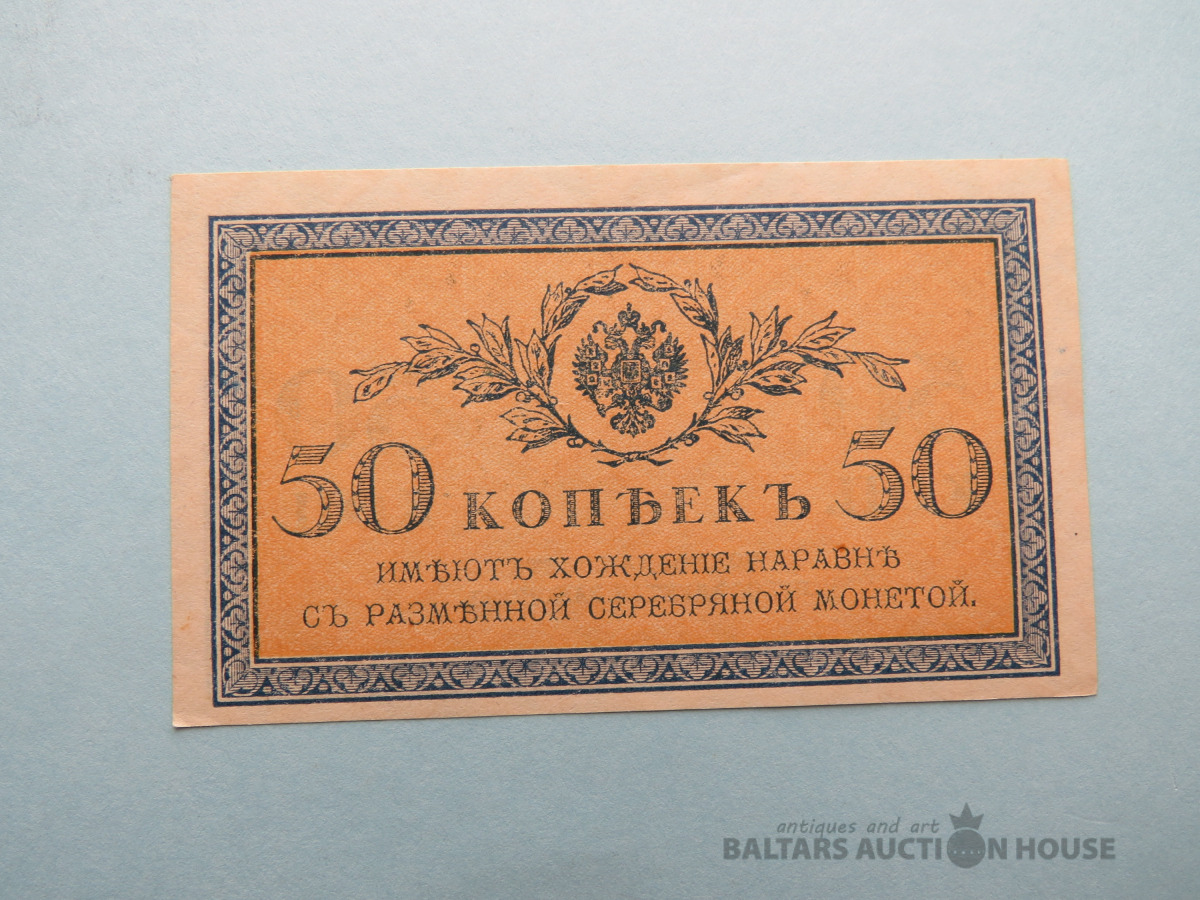 50 КОПѢЕКЪ 50
ИМѢЮТЪ ХОЖДЕНІЕ НАРАВНѢ
СЪ РАЗМѢННОЙ СЕРЕБРЯНОЙ МОНЕТОЙ.
antiques and art
BALTARS AUCTION HOUSE